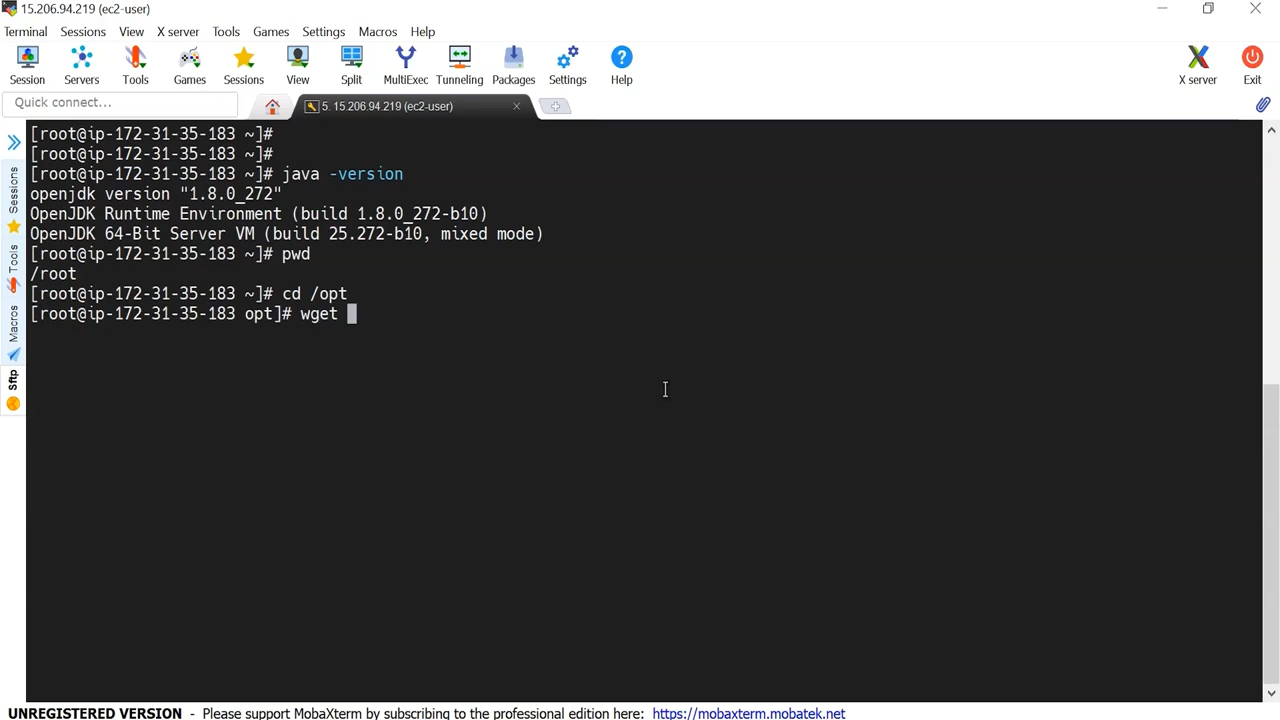 15.206.94.219 (ec2-user)
Terminal Sessions View X server Tools Games Settings Macros Help
Session Servers Tools Games Sessions View Split MultiExec Tunneling Packages Settings Help X server Exit
Quick connect...
5. 15.206.94.219 (ec2-user)
Sessions
Tools
Macros
Sftp
[root@ip-172-31-35-183 ~]#
[root@ip-172-31-35-183 ~]#
[root@ip-172-31-35-183 ~]# java -version
openjdk version "1.8.0_272"
OpenJDK Runtime Environment (build 1.8.0_272-b10)
OpenJDK 64-Bit Server VM (build 25.272-b10, mixed mode)
[root@ip-172-31-35-183 ~]# pwd
/root
[root@ip-172-31-35-183 ~]# cd /opt
[root@ip-172-31-35-183 opt]# wget
UNREGISTERED VERSION - Please support MobaXterm by subscribing to the professional edition here: https://mobaxterm.mobatek.net